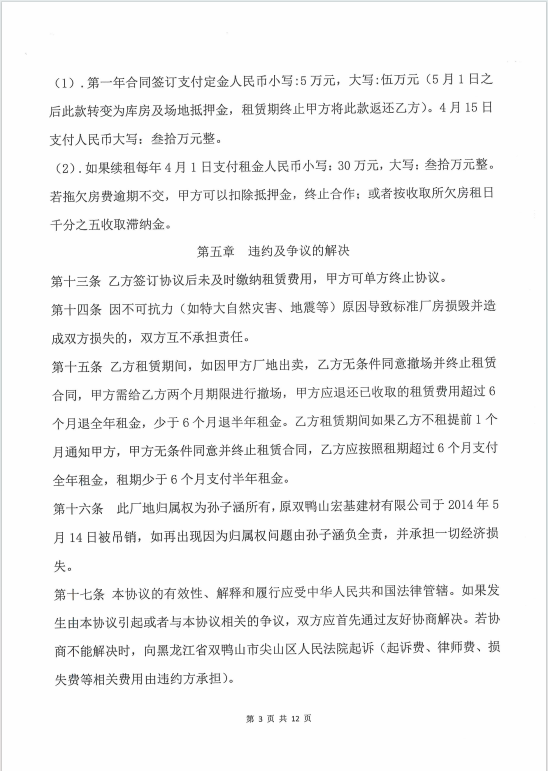 （1）.第一年合同签订支付定金人民币小写:5万元，大写:伍万元（5月1日之
后此款转变为库房及场地抵押金，租赁期终止甲方将此款返还乙方）。4月15日
支付人民币大写：叁拾万元整。
（2）.如果续租每年4月1日支付租金人民币小写：30万元，大写；叁拾万元整。
若拖欠房费逾期不交，甲方可以扣除抵押金，终止合作；或者按收取所欠房租日
千分之五收取滞纳金。
第五章　违约及争议的解决
第十三条 乙方签订协议后未及时缴纳租赁费用，甲方可单方终止协议。
第十四条 因不可抗力（如特大自然灾害、地震等）原因导致标准厂房损毁并造
成双方损失的，双方互不承担责任。
第十五条 乙方租赁期间，如因甲方厂地出卖，乙方无条件同意撤场并终止租赁
合同，甲方需给乙方两个月期限进行撤场，甲方应退还已收取的租赁费用超过6
个月退全年租金，少于6个月退半年租金。乙方租赁期间如果乙方不租提前1个
月通知甲方，甲方无条件同意并终止租赁合同，乙方应按照租期超过6个月支付
全年租金，租期少于6个月支付半年租金。
第十六条　此厂地归属权为孙子涵所有，原双鸭山宏基建材有限公司于2014年5
月14日被吊销，如再出现因为归属权问题由孙子涵负全责，并承担一切经济损
失。
第十七条 本协议的有效性、解释和履行应受中华人民共和国法律管辖。如果发
生由本协议引起或者与本协议相关的争议，双方应首先通过友好协商解决。若协
商不能解决时，向黑龙江省双鸭山市尖山区人民法院起诉（起诉费、律师费、损
失费等相关费用由违约方承担）。
第 3 页 共 12 页